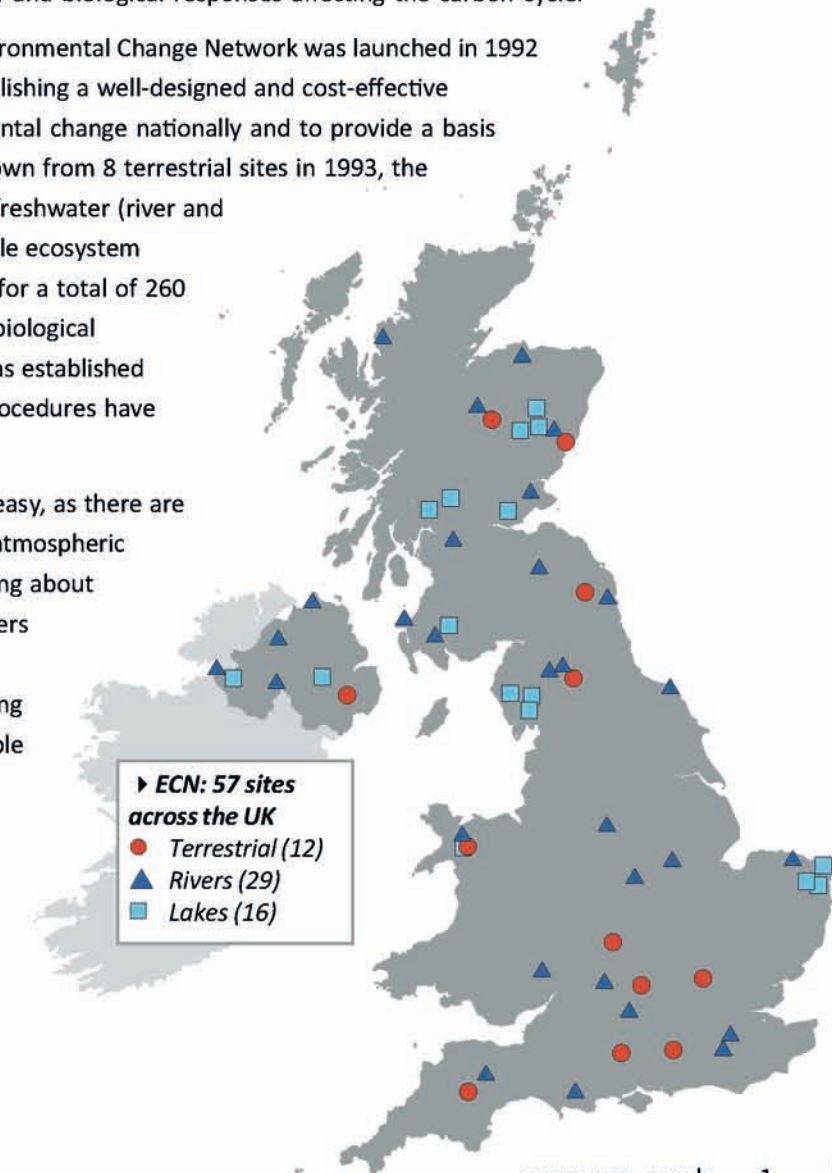 and biological responses affecting the carbon cycle.
ronmental Change Network was launched in 1992
lishing a well-designed and cost-effective
ntal change nationally and to provide a basis
own from 8 terrestrial sites in 1993, the
freshwater (river and
le ecosystem
for a total of 260
biological
as established
ocedures have
easy, as there are
atmospheric
ng about
ers
ng
ple
ECN: 57 sites
across the UK
Terrestrial (12)
Rivers (29)
Lakes (16)